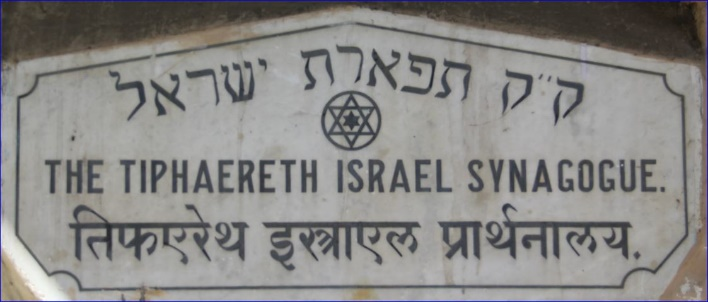 ק״ק תפארת ישראל
THE TIPHAERETH ISRAEL SYNAGOGUE.
तिफएरेथ इस्त्राएल प्रार्थनालय.